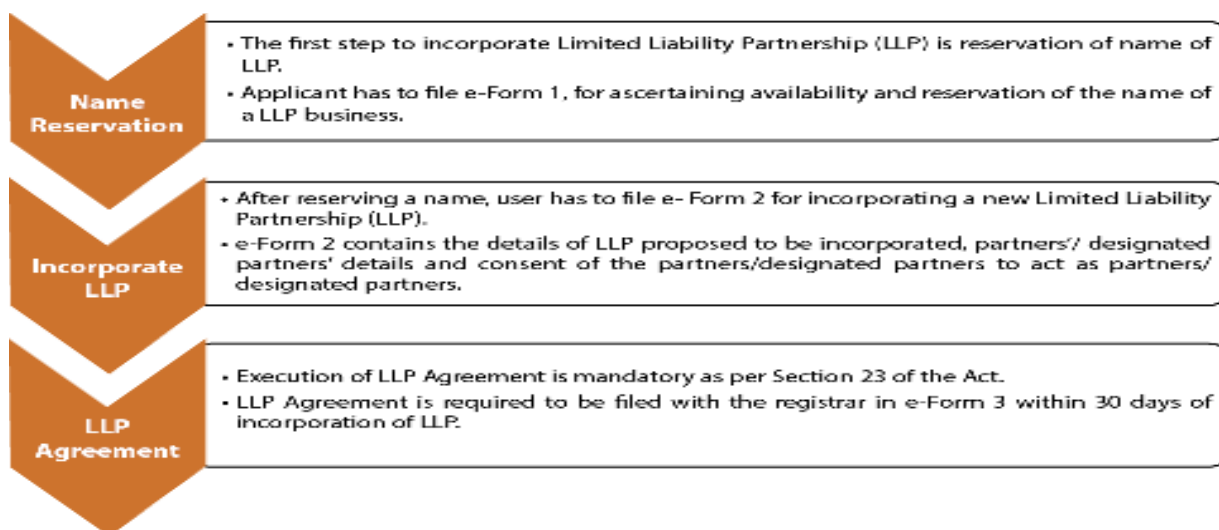 Name
Reservation
• The first step to incorporate Limited Liability Partnership (LLP) is reservation of name of
LLP.
• Applicant has to file e-Form 1, for ascertaining availability and reservation of the name of
a LLP business.
Incorporate
LLP
• After reserving a name, user has to file e- Form 2 for incorporating a new Limited Liability
Partnership (LLP).
• e-Form 2 contains the details of LLP proposed to be incorporated, partners’/ designated
partners’ details and consent of the partners/designated partners to act as partners/
designated partners.
LLP
Agreement
• Execution of LLP Agreement is mandatory as per Section 23 of the Act.
• LLP Agreement is required to be filed with the registrar in e-Form 3 within 30 days of
incorporation of LLP.